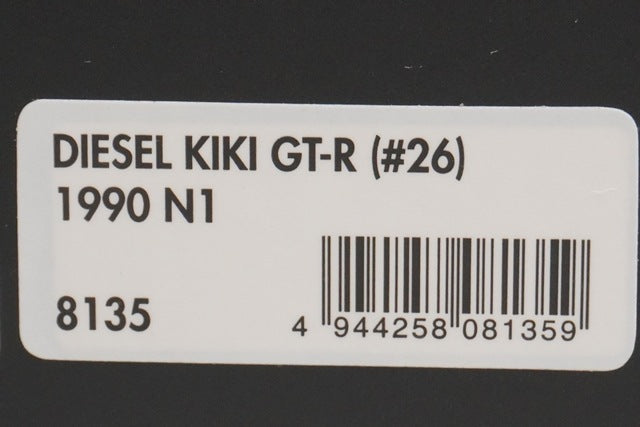 DIESEL KIKI GT-R (#26)
1990 N1
8135
4 944258 081359